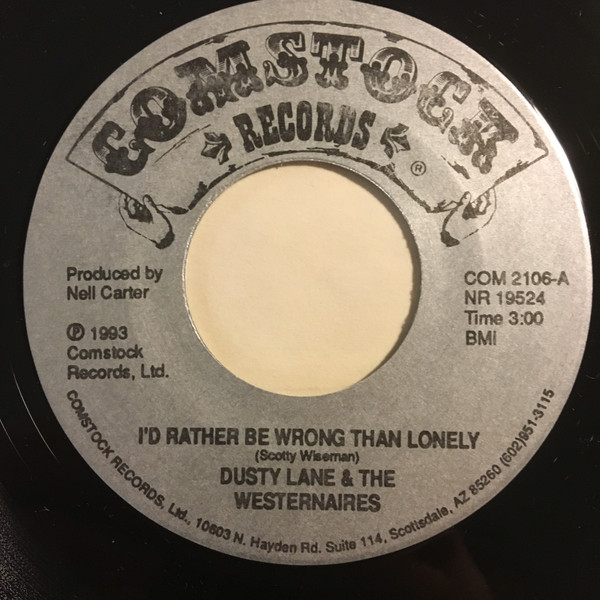 COMSTOCK
RECORDS
®
Produced by
Nell Carter
℗ 1993
Comstock
Records, Ltd.
COM 2106-A
NR 19524
Time 3:00
BMI
I'D RATHER BE WRONG THAN LONELY
(Scotty Wiseman)
DUSTY LANE & THE
WESTERNAIRES
COMSTOCK RECORDS, Ltd., 10603 N. Hayden Rd. Suite 114, Scottsdale, AZ 85260 (602)951-3115